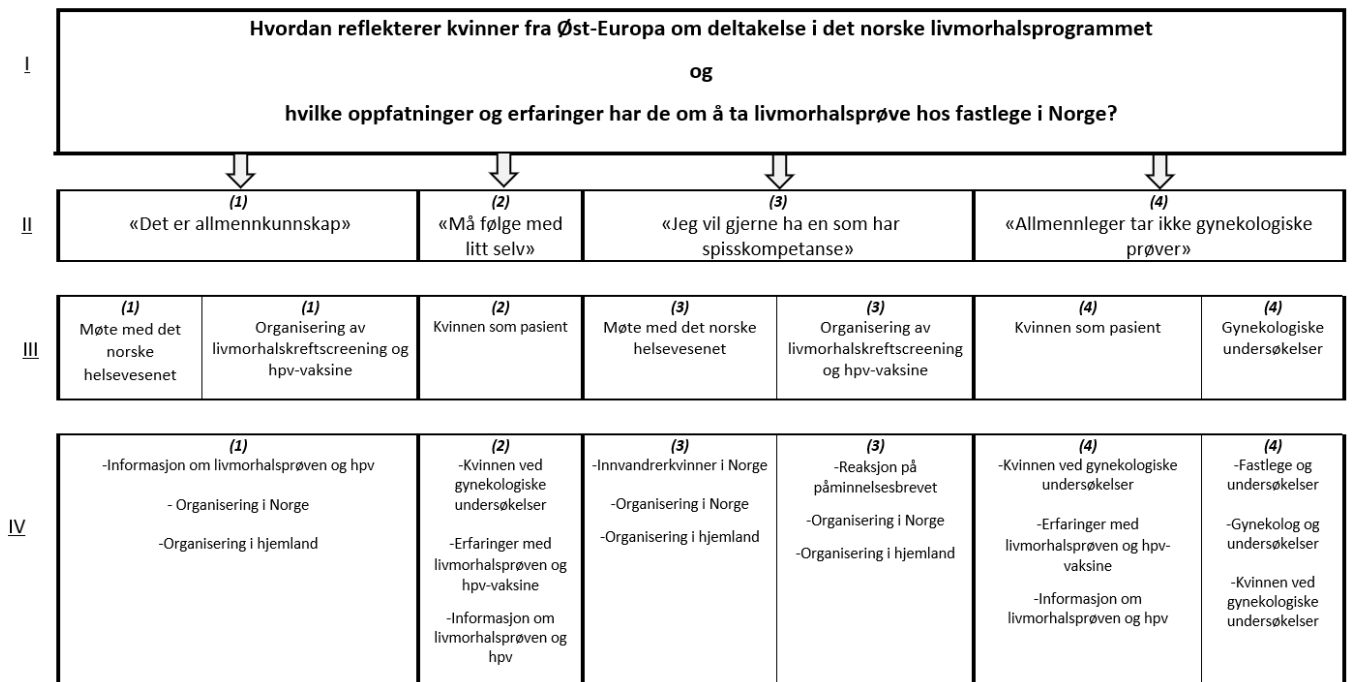 I
Hvordan reflekterer kvinner fra Øst-Europa om deltakelse i det norske livmorhalsprogrammet
og
hvilke oppfatninger og erfaringer har de om å ta livmorhalsprøve hos fastlege i Norge?
II
(1)
«Det er allmennkunnskap»
(2)
«Må følge med
litt selv»
(3)
«Jeg vil gjerne ha en som har
spisskompetanse»
(4)
«Allmennleger tar ikke gynekologiske
prøver»
III
(1)
Møte med det
norske
helsevesenet
(1)
Organisering av
livmorhalskreftscreening og
hpv-vaksine
(2)
Kvinnen som pasient
(3)
Møte med det norske
helsevesenet
(3)
Organisering av
livmorhalskreftscreening
og hpv-vaksine
(4)
Kvinnen som pasient
(4)
Gynekologiske
undersøkelser
IV
(1)
-Informasjon om livmorhalsprøven og hpv
- Organisering i Norge
-Organisering i hjemland
(2)
-Kvinnen ved
gynekologiske
undersøkelser
-Erfaringer med
livmorhalsprøven og
hpv-vaksine
-Informasjon om
livmorhalsprøven og
hpv
(3)
-Innvandrerkvinner i Norge
-Organisering i Norge
-Organisering i hjemland
(3)
-Reaksjon på
påminnelsesbrevet
-Organisering i Norge
-Organisering i hjemland
(4)
-Kvinnen ved gynekologiske
undersøkelser
-Erfaringer med
livmorhalsprøven og hpv-
vaksine
-Informasjon om
livmorhalsprøven og hpv
(4)
-Fastlege og
undersøkelser
-Gynekolog og
undersøkelser
-Kvinnen ved
gynekologiske
undersøkelser